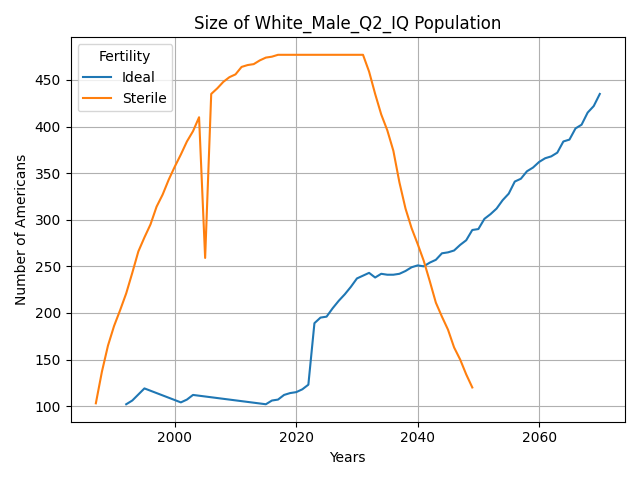 Size of White_Male_Q2_IQ Population
Fertility
Ideal
Sterile
Number of Americans
450
400
350
300
250
200
150
100
2000
2020
2040
2060
Years